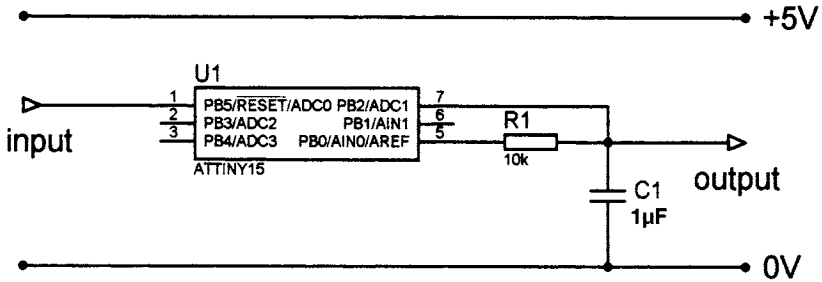 +5V
U1
1 PB5/RESET/ADC0 PB2/ADC1 7
2 PB3/ADC2 PB1/AIN1 6
3 PB4/ADC3 PB0/AIN0/AREF 5
ATTINY15
input
R1
10k
output
C1
1µF
0V